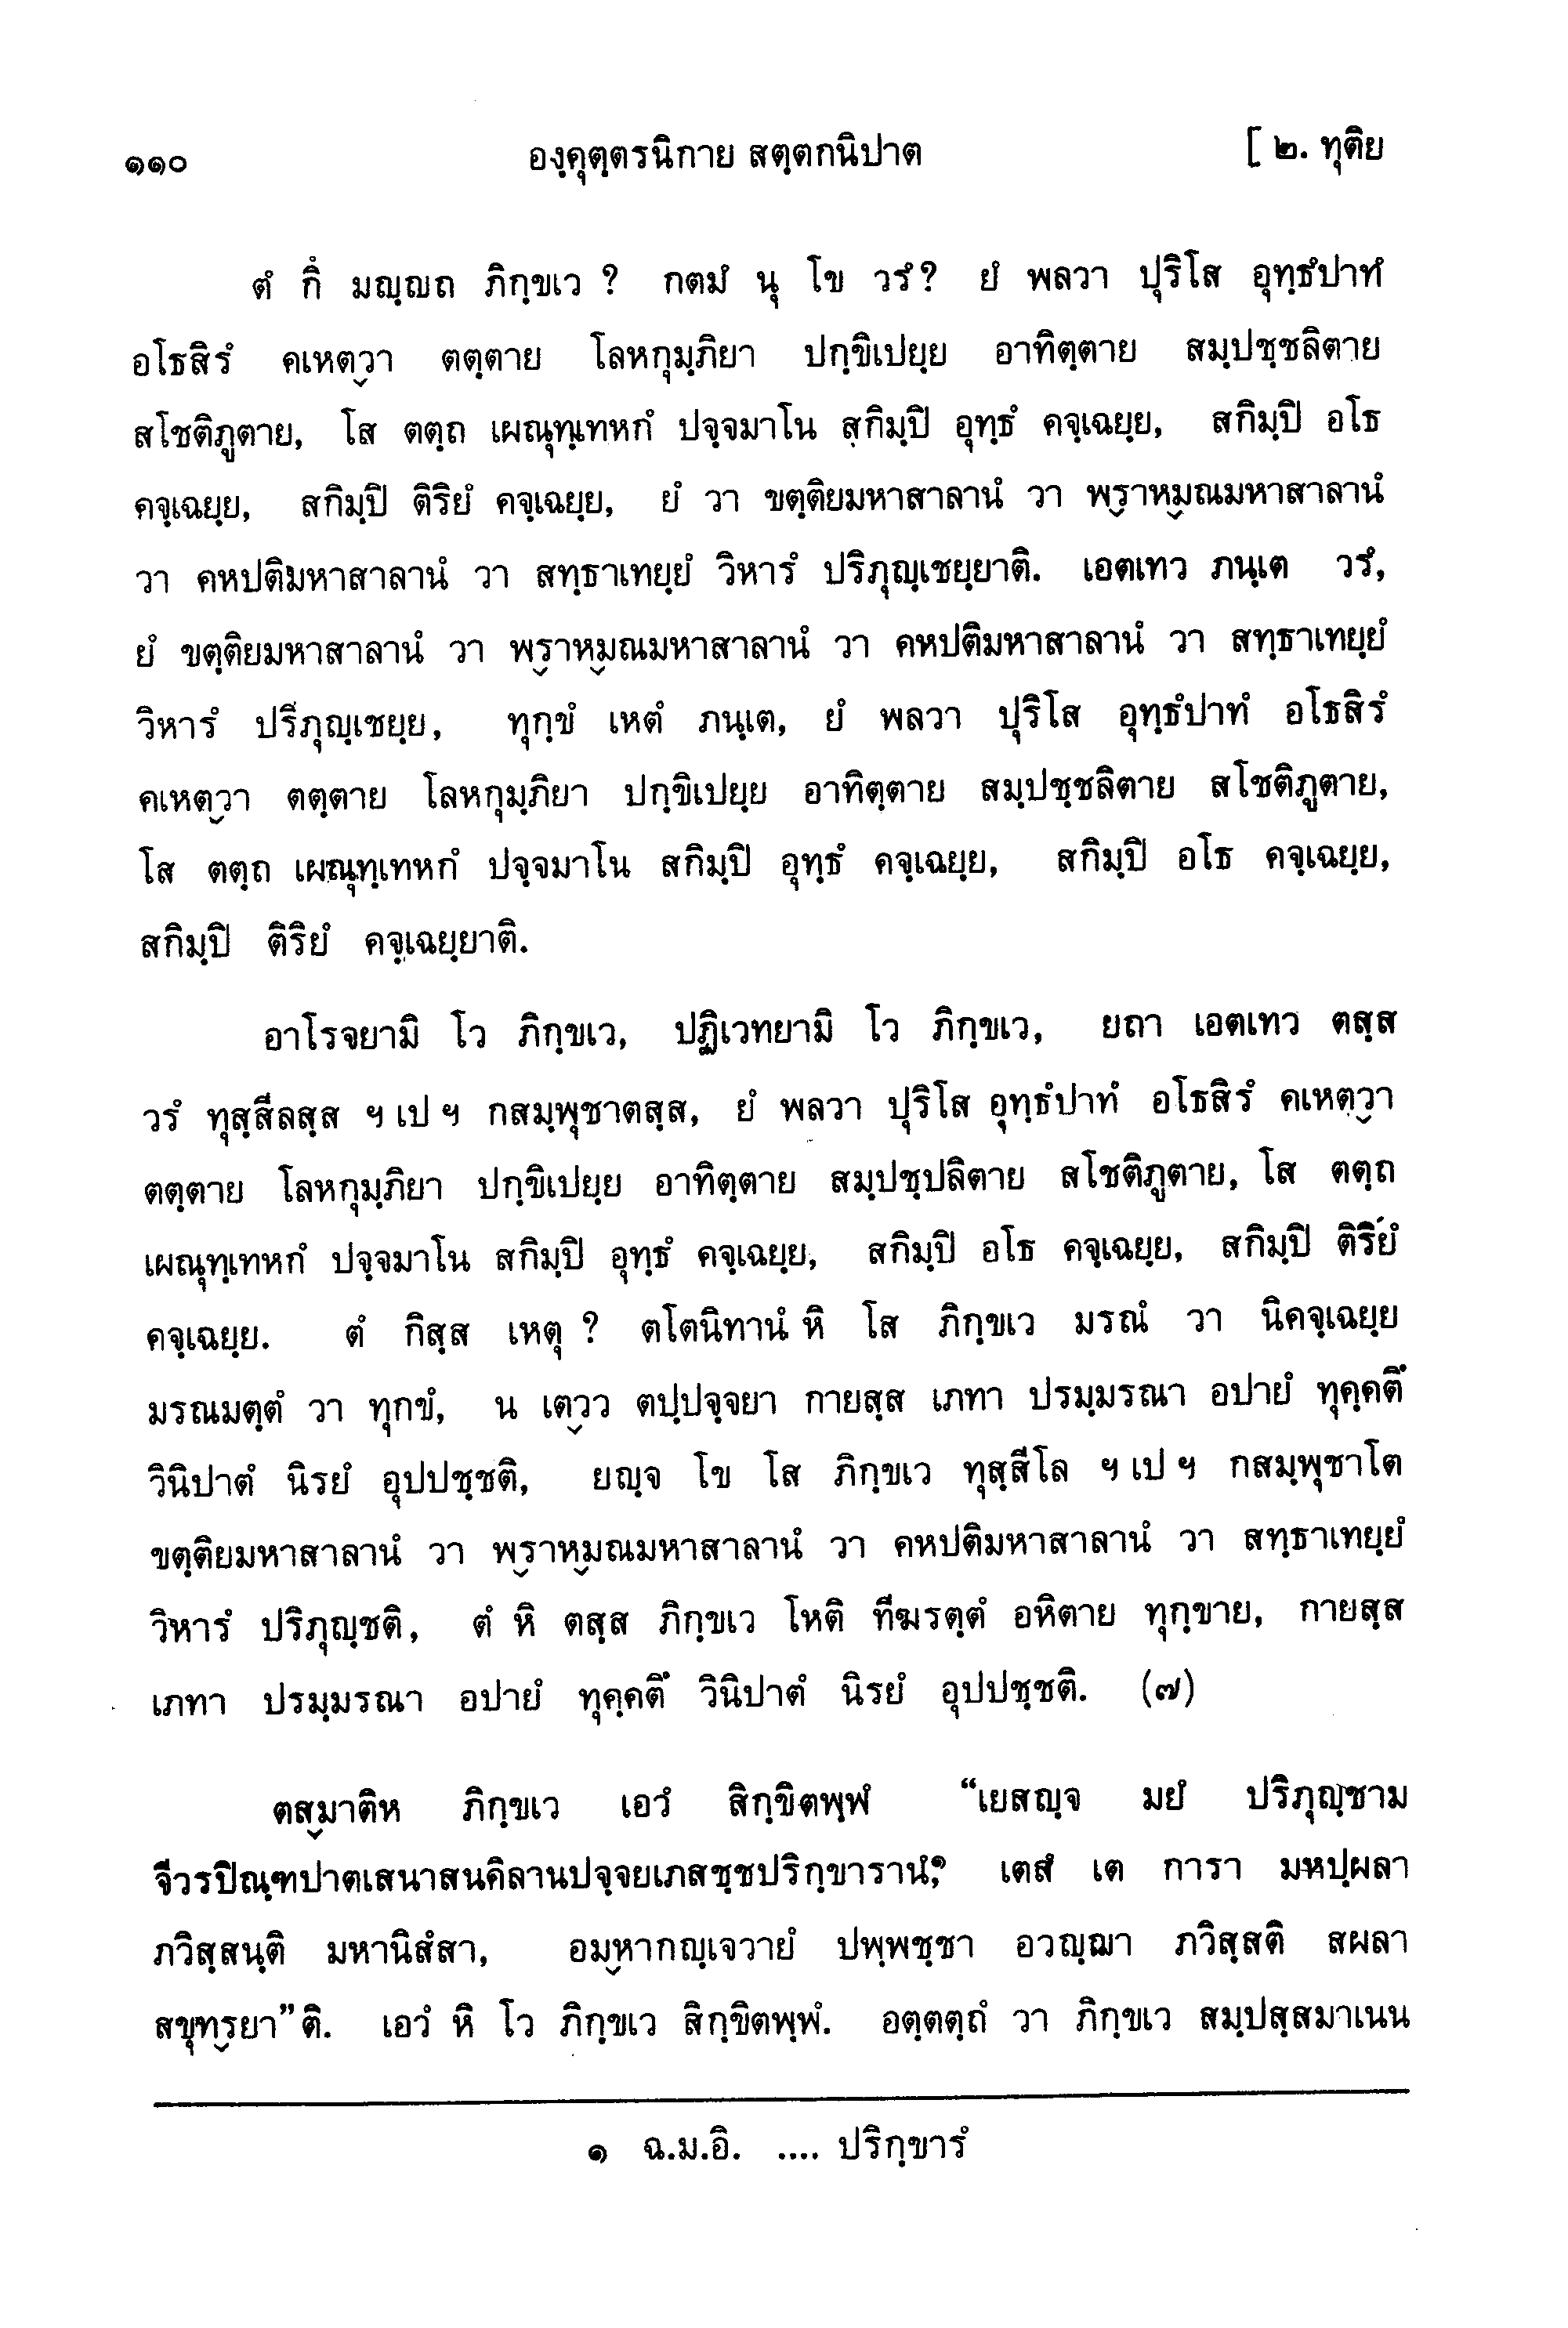 ๑๑๐ องฺคุตฺตรนิกาย สตฺตกนิปาต [ ๒. ทุติย
ตํ กึ มญฺญถ ภิกฺขเว ? กตมํ นุ โข วรํ ? ยํ พลวา ปุริโส อุทฺธํปาทํ
อโธสิรํ คเหตฺวา ตตฺตาย โลหกุมฺภิยา ปกฺขิเปยฺย อาทิตฺตาย สมฺปชฺชลิตาย
สโชติภูตาย, โส ตตฺถ เผณุทฺเทหกํ ปจฺจมาโน สกิมฺปิ อุทฺธํ คจฺเฉยฺย, สกิมฺปิ อโธ
คจฺเฉยฺย, สกิมฺปิ ติริยํ คจฺเฉยฺย, ยํ วา ขตฺติยมหาสาลานํ วา พฺราหฺมณมหาสาลานํ
วา คหปติมหาสาลานํ วา สทฺธาเทยฺยํ วิหารํ ปริภุญฺเชยฺยาติ. เอตเทว ภนฺเต วรํ,
ยํ ขตฺติยมหาสาลานํ วา พฺราหฺมณมหาสาลานํ วา คหปติมหาสาลานํ วา สทฺธาเทยฺยํ
วิหารํ ปริภุญฺเชยฺย, ทุกฺขํ เหตํ ภนฺเต, ยํ พลวา ปุริโส อุทฺธํปาทํ อโธสิรํ
คเหตฺวา ตตฺตาย โลหกุมฺภิยา ปกฺขิเปยฺย อาทิตฺตาย สมฺปชฺชลิตาย สโชติภูตาย,
โส ตตฺถ เผณุทฺเทหกํ ปจฺจมาโน สกิมฺปิ อุทฺธํ คจฺเฉยฺย, สกิมฺปิ อโธ คจฺเฉยฺย,
สกิมฺปิ ติริยํ คจฺเฉยฺยาติ.
อาโรจยามิ โว ภิกฺขเว, ปฏิเวทยามิ โว ภิกฺขเว, ยถา เอตเทว ตสฺส
วรํ ทุสฺสีลสฺส ฯ เป ฯ กสมฺพุชาตสฺส, ยํ พลวา ปุริโส อุทฺธํปาทํ อโธสิรํ คเหตฺวา
ตตฺตาย โลหกุมฺภิยา ปกฺขิเปยฺย อาทิตฺตาย สมฺปชฺปลิตาย สโชติภูตาย, โส ตตฺถ
เผณุทฺเทหกํ ปจฺจมาโน สกิมฺปิ อุทฺธํ คจฺเฉยฺย, สกิมฺปิ อโธ คจฺเฉยฺย, สกิมฺปิ ติริยํ
คจฺเฉยฺย. ตํ กิสฺส เหตุ ? ตโตนิทานํ หิ โส ภิกฺขเว มรณํ วา นิคจฺเฉยฺย
มรณมตฺตํ วา ทุกขํ, น เตฺวว ตปฺปจฺจยา กายสฺส เภทา ปรมฺมรณา อปายํ ทุคฺคตึ
วินิปาตํ นิรยํ อุปปชฺชติ, ยญฺจ โข โส ภิกฺขเว ทุสฺสีโล ฯ เป ฯ กสมฺพุชาโต
ขตฺติยมหาสาลานํ วา พฺราหฺมณมหาสาลานํ วา คหปติมหาสาลานํ วา สทฺธาเทยฺยํ
วิหารํ ปริภุญฺชติ, ตํ หิ ตสฺส ภิกฺขเว โหติ ทีฆรตฺตํ อหิตาย ทุกฺขาย, กายสฺส
เภทา ปรมฺมรณา อปายํ ทุคฺคตึ วินิปาตํ นิรยํ อุปปชฺชติ. (๗)
ตสฺมาติห ภิกฺขเว เอวํ สิกฺขิตพฺพํ “เยสญฺจ มยํ ปริภุญฺชาม
จีวรปิณฺฑปาตเสนาสนคิลานปจฺจยเภสชฺชปริกฺขารานํ,๑ เตสํ เต การา มหปฺผลา
ภวิสฺสนฺติ มหานิสํสา, อมฺหากญฺเจวายํ ปพฺพชฺชา อวญฺฌา ภวิสฺสติ สผลา
สขุทฺรยา”ติ. เอวํ หิ โว ภิกฺขเว สิกฺขิตพฺพํ. อตฺตตฺถํ วา ภิกฺขเว สมฺปสฺสมาเนน
๑ ฉ.ม.อิ. .... ปริกฺขารํ